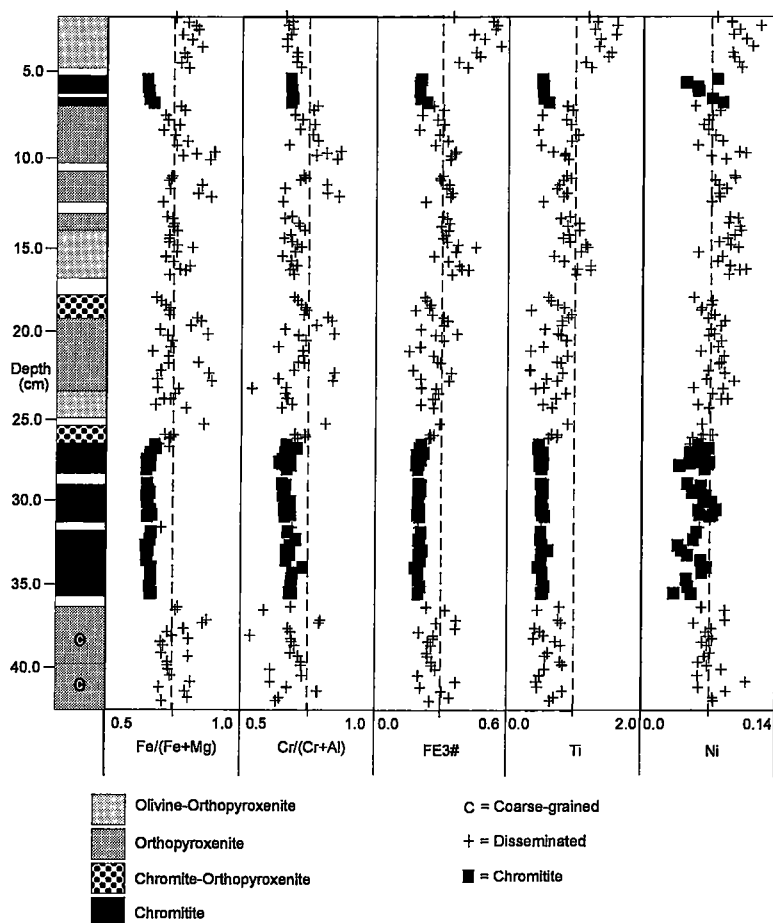 5.0
10.0
15.0
20.0
Depth
(cm)
25.0
30.0
35.0
C
40.0
C
0.5 1.0 0.5 1.0 0.0 0.6 0.0 2.0 0.0 0.14
Fe/(Fe+Mg) Cr/(Cr+Al) FE3# Ti Ni
Olivine-Orthopyroxenite
Orthopyroxenite
Chromite-Orthopyroxenite
Chromitite
C = Coarse-grained
+ = Disseminated
■ = Chromitite